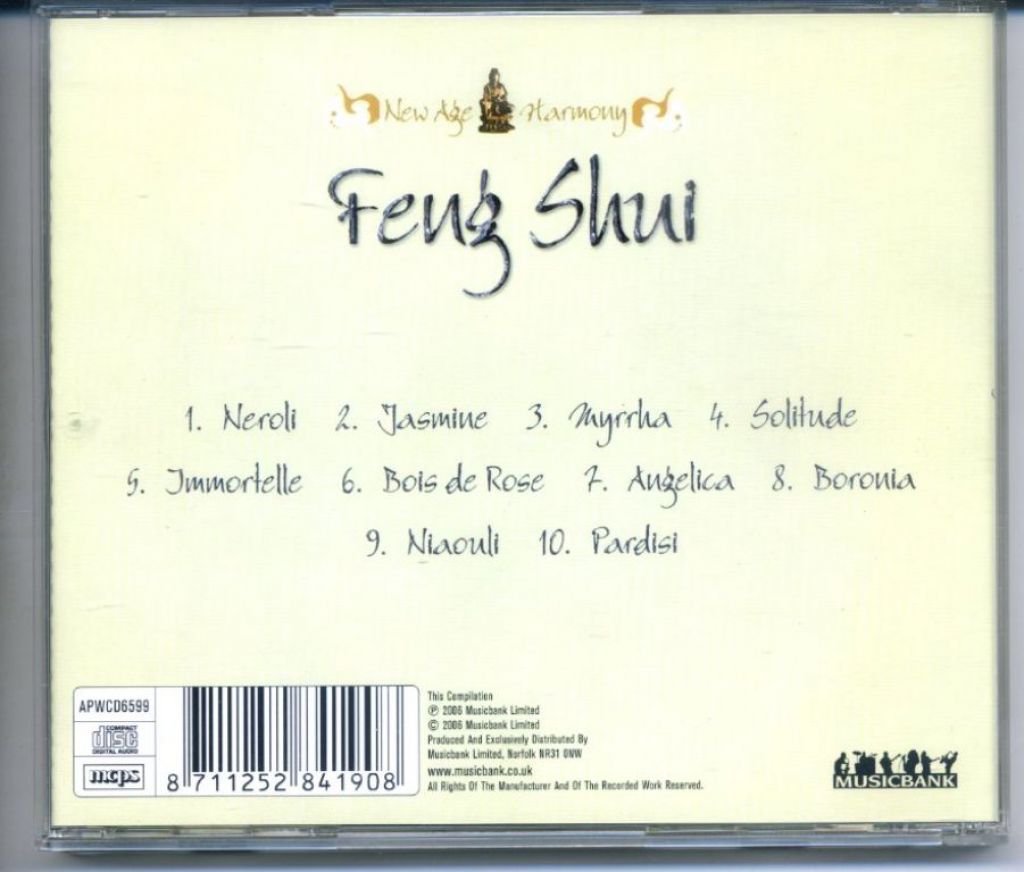 New Age Harmony
Feng Shui
1. Neroli 2. Jasmine 3. Myrrha 4. Solitude
5. Immortelle 6. Bois de Rose 7. Angelica 8. Boronia
9. Niaouli 10. Pardisi
APWCD6599
COMPACT
disc
DIGITAL AUDIO
mcps
8 711252 841908
This Compilation
℗ 2006 Musicbank Limited
© 2006 Musicbank Limited
Produced And Exclusively Distributed By
Musicbank Limited, Norfolk NR31 0NW
www.musicbank.co.uk
All Rights Of The Manufacturer And Of The Recorded Work Reserved.
MUSICBANK